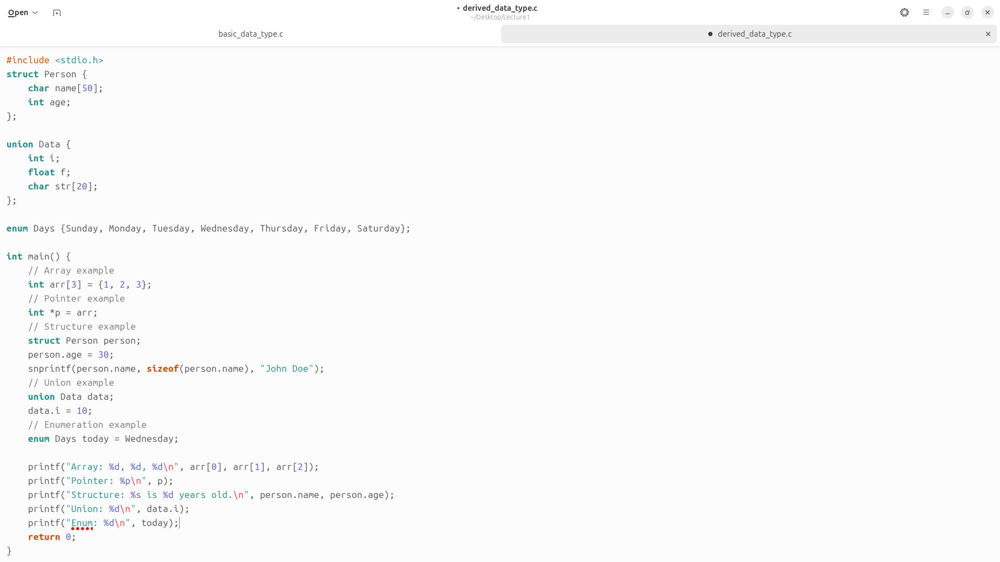 Open
• derived_data_type.c
~/Desktop/Lecture1
basic_data_type.c
● derived_data_type.c
#include <stdio.h>
struct Person {
    char name[50];
    int age;
};

union Data {
    int i;
    float f;
    char str[20];
};

enum Days {Sunday, Monday, Tuesday, Wednesday, Thursday, Friday, Saturday};

int main() {
    // Array example
    int arr[3] = {1, 2, 3};
    // Pointer example
    int *p = arr;
    // Structure example
    struct Person person;
    person.age = 30;
    snprintf(person.name, sizeof(person.name), "John Doe");
    // Union example
    union Data data;
    data.i = 10;
    // Enumeration example
    enum Days today = Wednesday;

    printf("Array: %d, %d, %d\n", arr[0], arr[1], arr[2]);
    printf("Pointer: %p\n", p);
    printf("Structure: %s is %d years old.\n", person.name, person.age);
    printf("Union: %d\n", data.i);
    printf("Enum: %d\n", today);
    return 0;
}